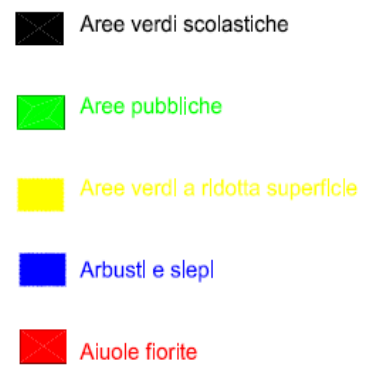 Aree verdi scolastiche
Aree pubbliche
Aree verdi a ridotta superficie
Arbusti e siepi
Aiuole fiorite